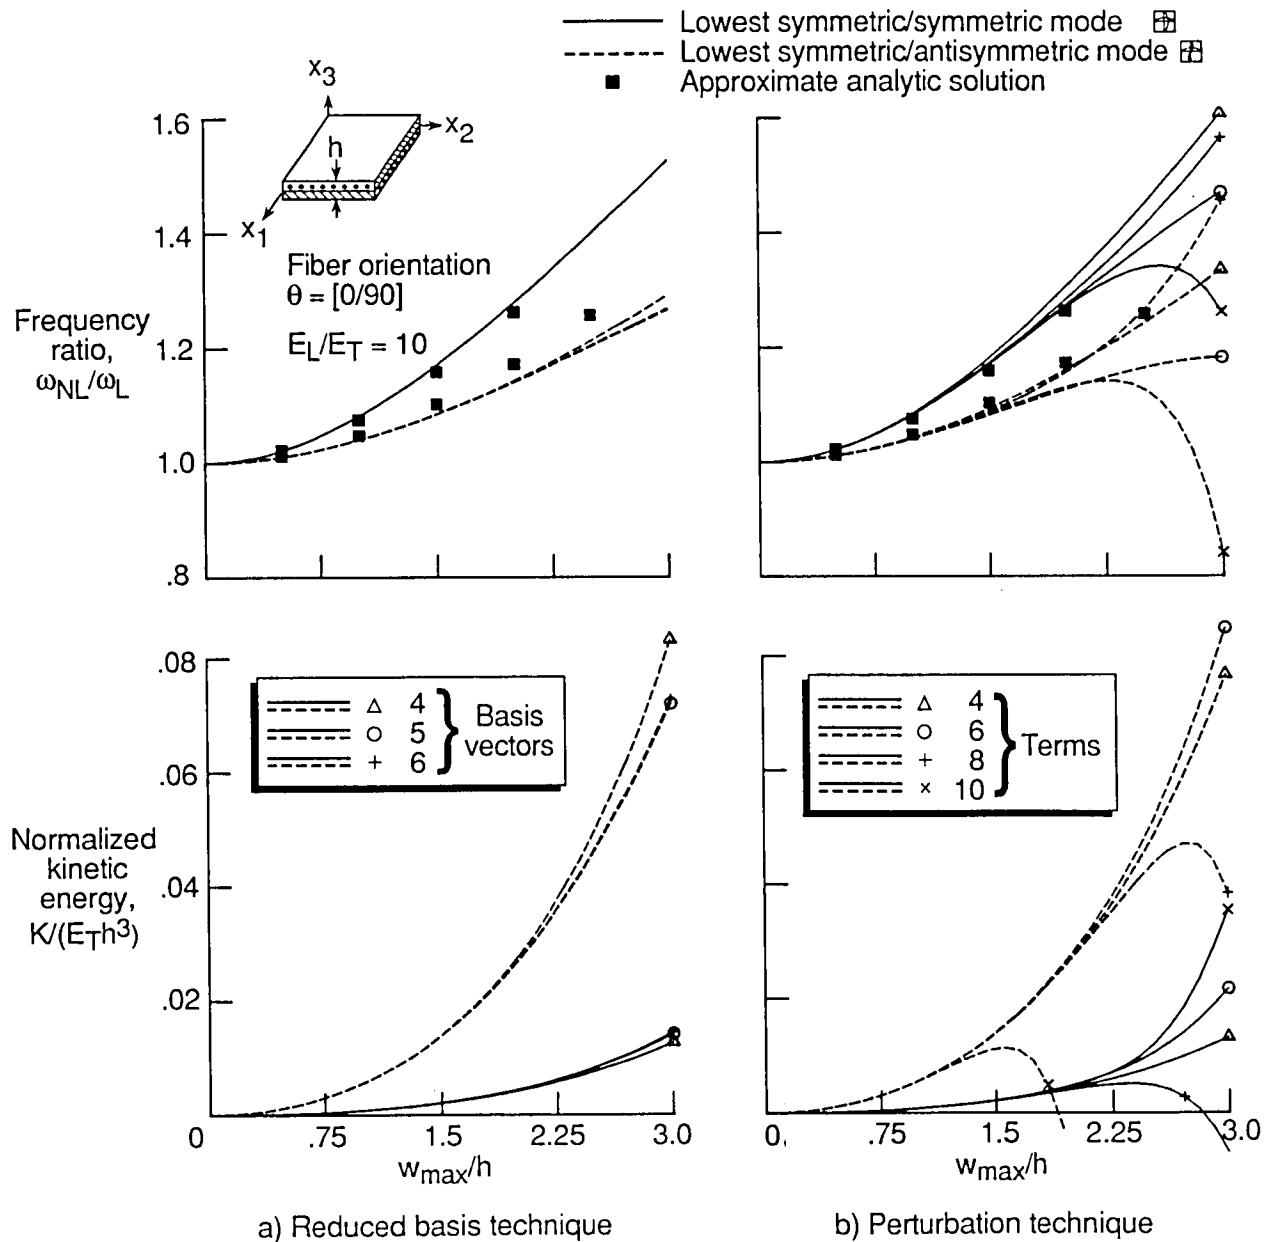 Lowest symmetric/symmetric mode
Lowest symmetric/antisymmetric mode
Approximate analytic solution
x3
x2
h
x1
Fiber orientation
θ = [0/90]
EL/ET = 10
1.6
1.4
1.2
1.0
.8
Frequency
ratio,
ωNL/ωL
.08
.06
.04
.02
Normalized
kinetic
energy,
K/(ETh³)
4
5
6
Basis
vectors
4
6
8
10
Terms
0 .75 1.5 2.25 3.0
wmax/h
0. .75 1.5 2.25 3.0
wmax/h
a) Reduced basis technique
b) Perturbation technique